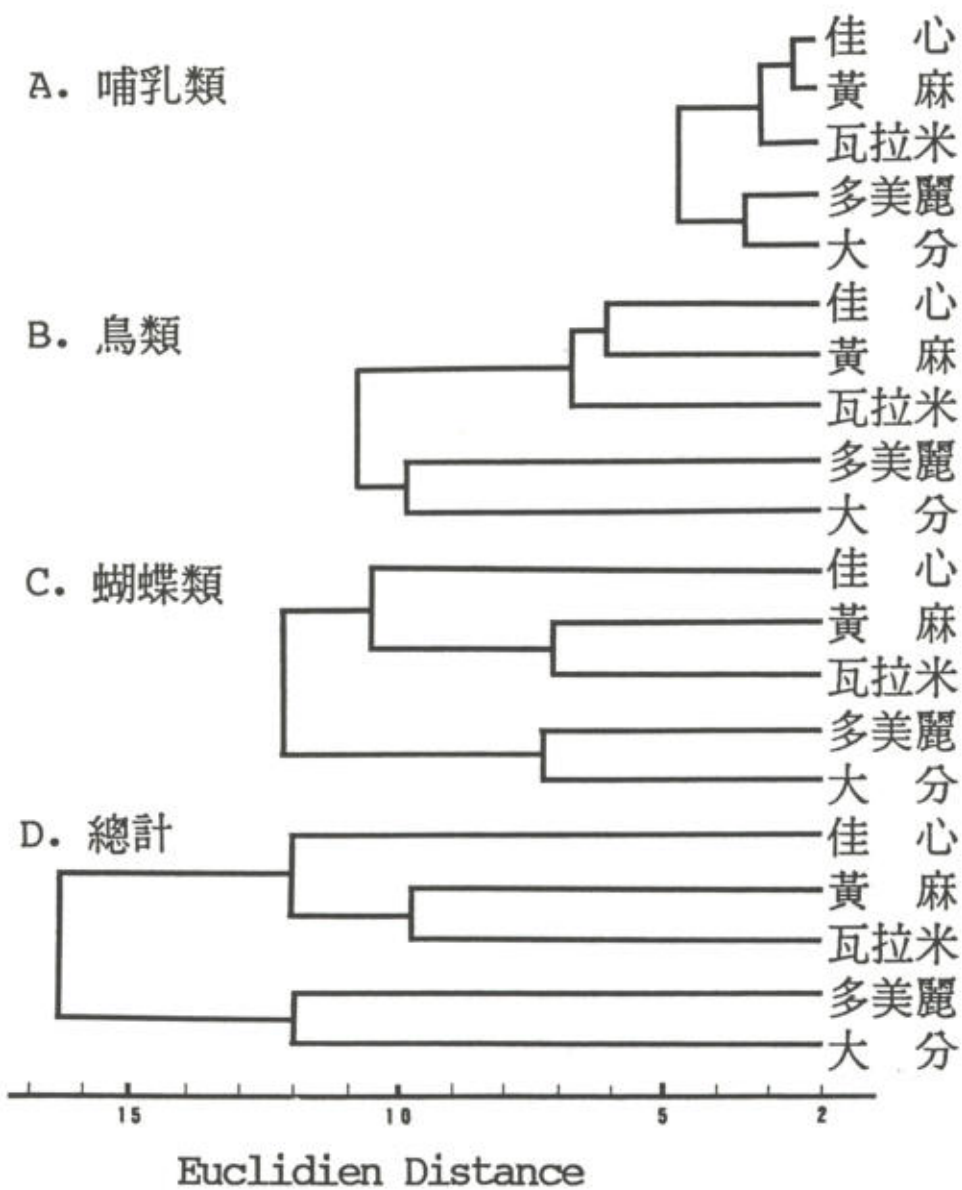 A. 哺乳類
佳 心
黃 麻
瓦拉米
多美麗
大 分
B. 鳥類
佳 心
黃 麻
瓦拉米
多美麗
大 分
C. 蝴蝶類
佳 心
黃 麻
瓦拉米
多美麗
大 分
D. 總計
佳 心
黃 麻
瓦拉米
多美麗
大 分
15 10 5 2
Euclidien Distance